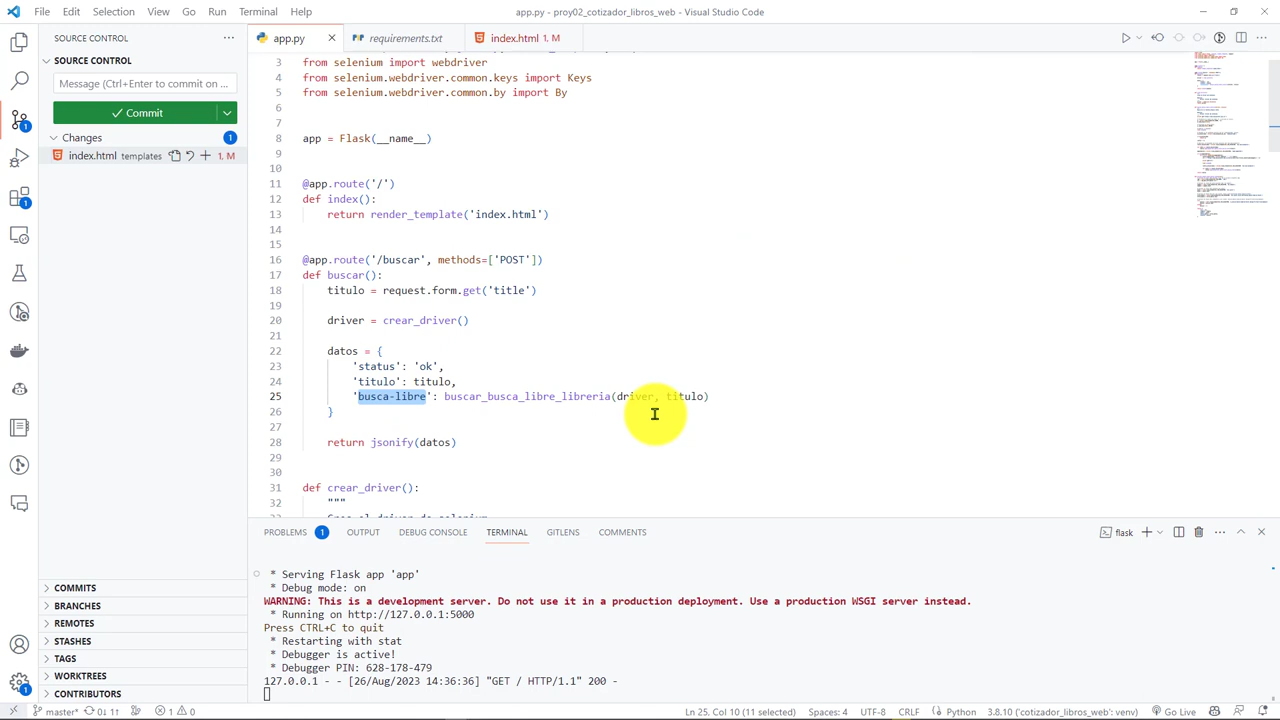 File Edit Selection View Go Run Terminal Help
app.py - proy02_cotizador_libros_web - Visual Studio Code
SOURCE CONTROL
app.py
requirements.txt
index.html 1, M
SOURCE CONTROL
Message (Ctrl+Enter to commit on ...
Commit
Changes 1
index.html templates 1, M
3 from selenium import webdriver
4 from selenium.webdriver.common.keys import Keys
5 from selenium.webdriver.common.by import By
6
7
8
9
10
11 @app.route('/')
12 def index():
13 return render_template('index.html')
14
15
16 @app.route('/buscar', methods=['POST'])
17 def buscar():
18 titulo = request.form.get('title')
19
20 driver = crear_driver()
21
22 datos = {
23 'status': 'ok',
24 'titulo': titulo,
25 'busca-libre': buscar_busca_libre_libreria(driver, titulo)
26 }
27
28 return jsonify(datos)
29
30
31 def crear_driver():
32 """
PROBLEMS 1 OUTPUT DEBUG CONSOLE TERMINAL GITLENS COMMENTS
flask
* Serving Flask app 'app'
* Debug mode: on
WARNING: This is a development server. Do not use it in a production deployment. Use a production WSGI server instead.
* Running on http://127.0.0.1:5000
Press CTRL+C to quit
* Restarting with stat
* Debugger is active!
* Debugger PIN: 628-178-479
127.0.0.1 - - [26/Aug/2023 14:36:36] "GET / HTTP/1.1" 200 -
COMMITS
BRANCHES
REMOTES
STASHES
TAGS
WORKTREES
CONTRIBUTORS
master* 0↓ 1↑ 1 0
Ln 25, Col 10 (11 selected) Spaces: 4 UTF-8 CRLF Python 3.8.10 ('cotizador_libros_web': venv) Go Live